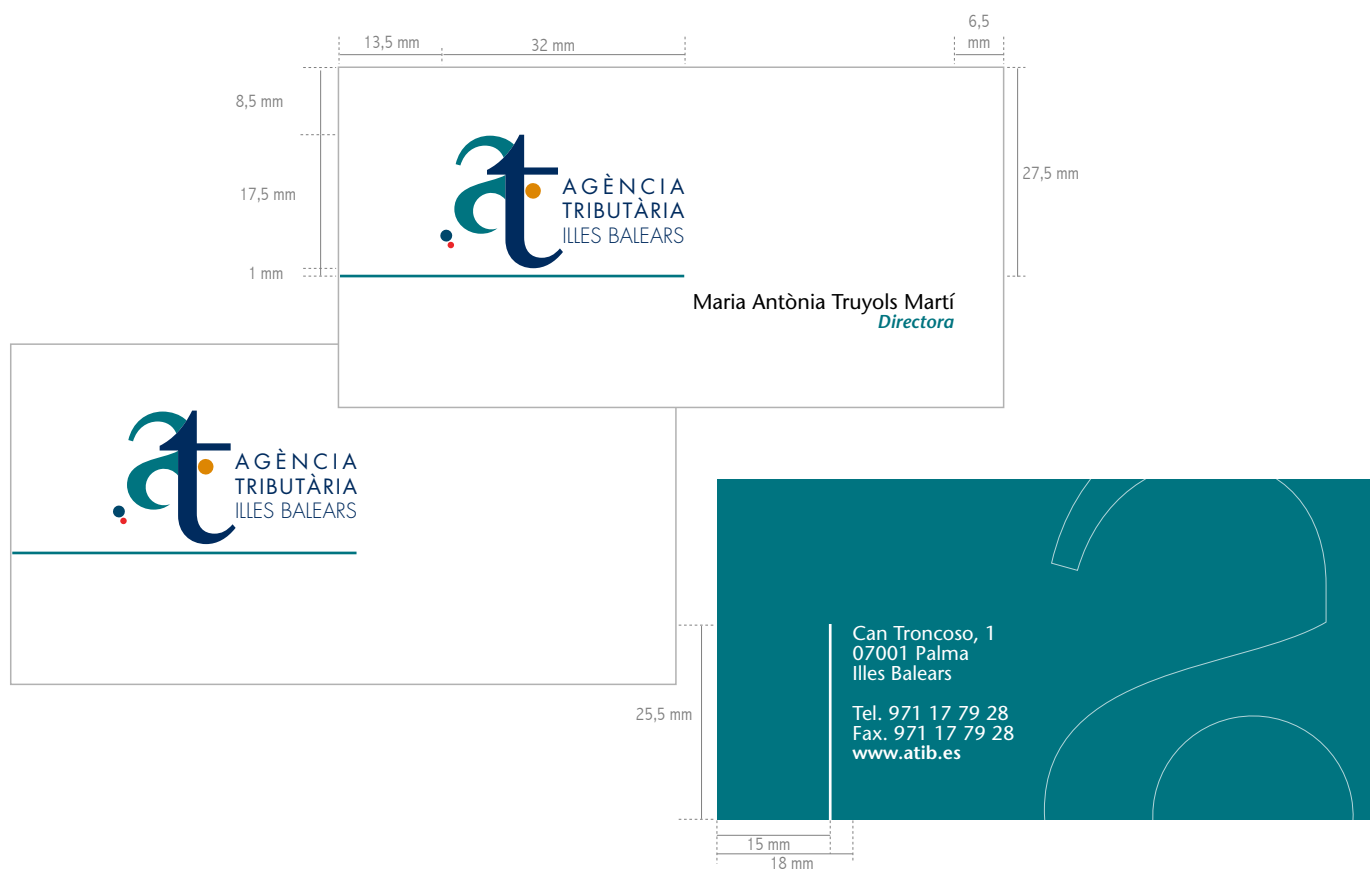 13,5 mm
32 mm
6,5
mm
8,5 mm
17,5 mm
1 mm
27,5 mm
at
AGÈNCIA
TRIBUTÀRIA
ILLES BALEARS
Maria Antònia Truyols Martí
Directora
at
AGÈNCIA
TRIBUTÀRIA
ILLES BALEARS
25,5 mm
Can Troncoso, 1
07001 Palma
Illes Balears
Tel. 971 17 79 28
Fax. 971 17 79 28
www.atib.es
15 mm
18 mm